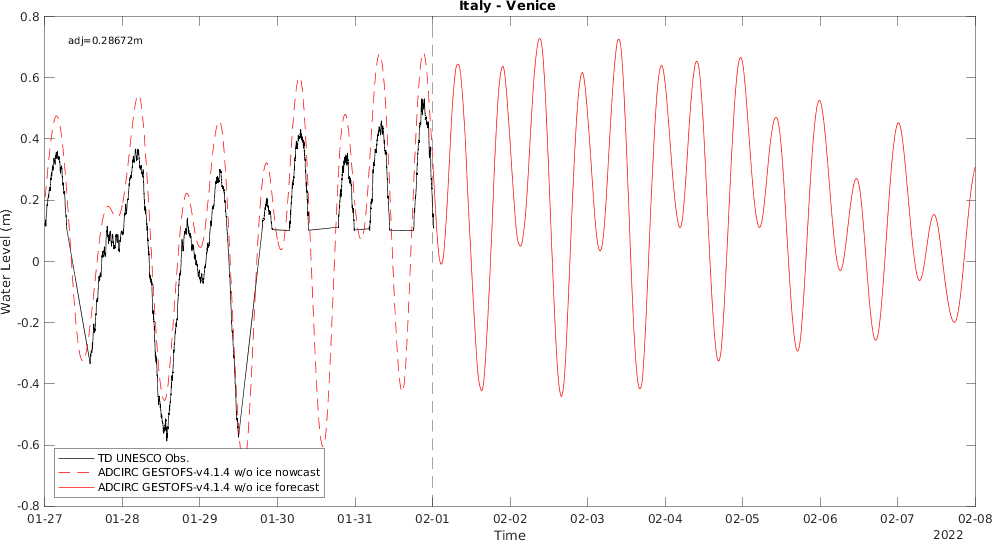 Italy - Venice
adj=0.28672m
0.8
0.6
0.4
0.2
0
-0.2
-0.4
-0.6
-0.8
Water Level (m)
TD UNESCO Obs.
ADCIRC GESTOFS-v4.1.4 w/o ice nowcast
ADCIRC GESTOFS-v4.1.4 w/o ice forecast
01-27 01-28 01-29 01-30 01-31 02-01 02-02 02-03 02-04 02-05 02-06 02-07 02-08
Time
2022